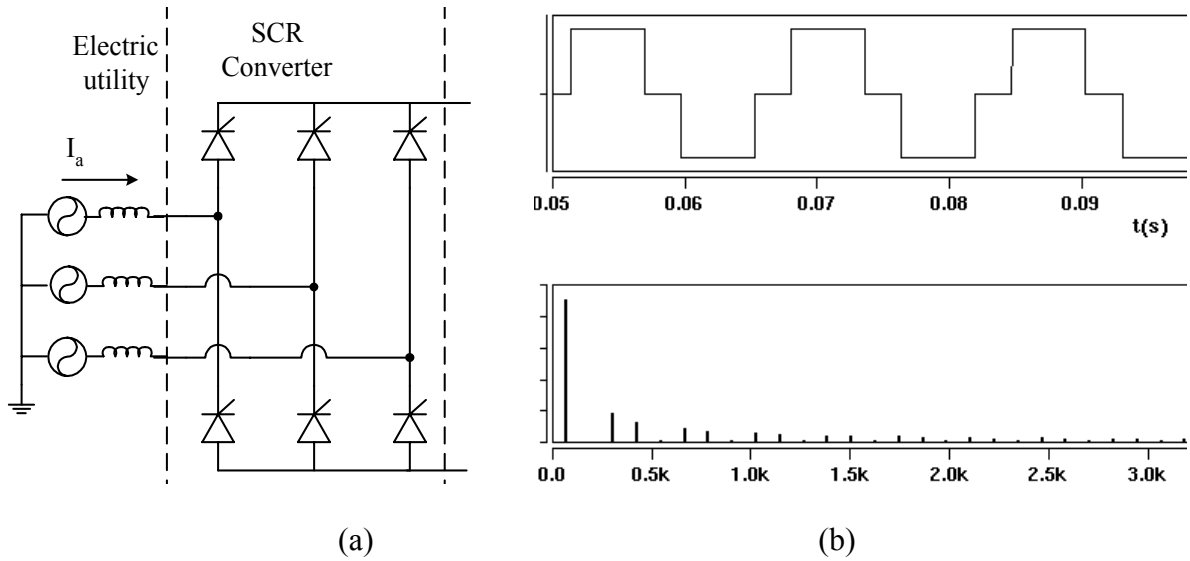 Electric
utility
SCR
Converter
Iₐ
0.05 0.06 0.07 0.08 0.09
t(s)
0.0 0.5k 1.0k 1.5k 2.0k 2.5k 3.0k
(a)
(b)